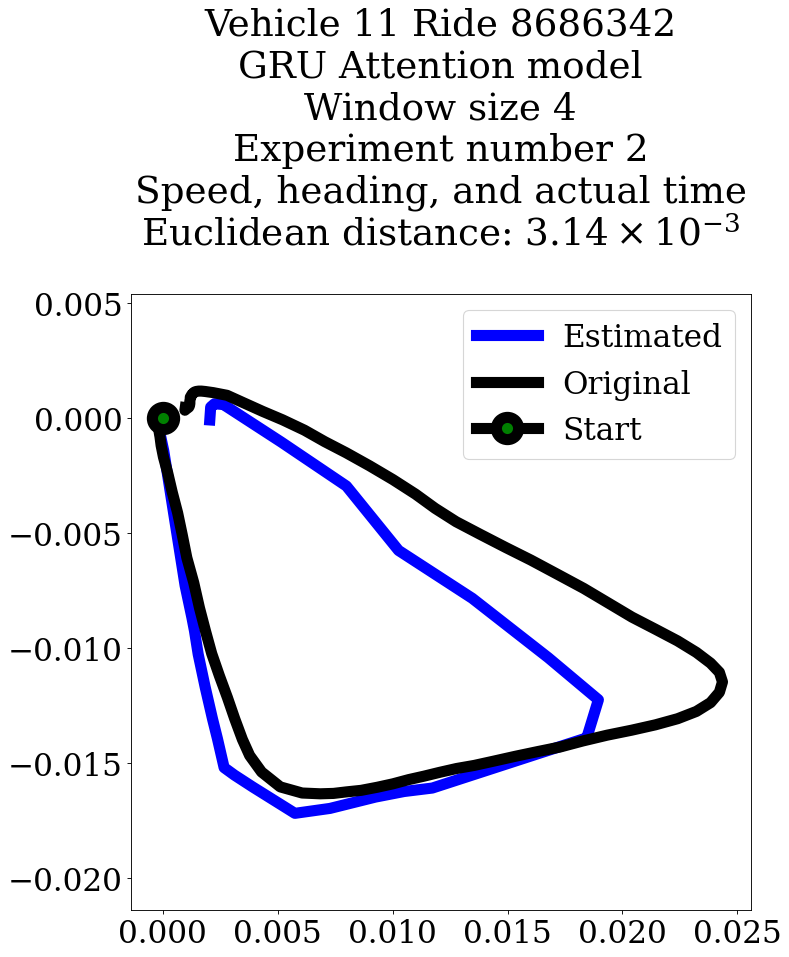 Vehicle 11 Ride 8686342
GRU Attention model
Window size 4
Experiment number 2
Speed, heading, and actual time
Euclidean distance: 3.14 × 10⁻³
0.005
0.000
−0.005
−0.010
−0.015
−0.020
Estimated
Original
Start
0.000 0.005 0.010 0.015 0.020 0.025